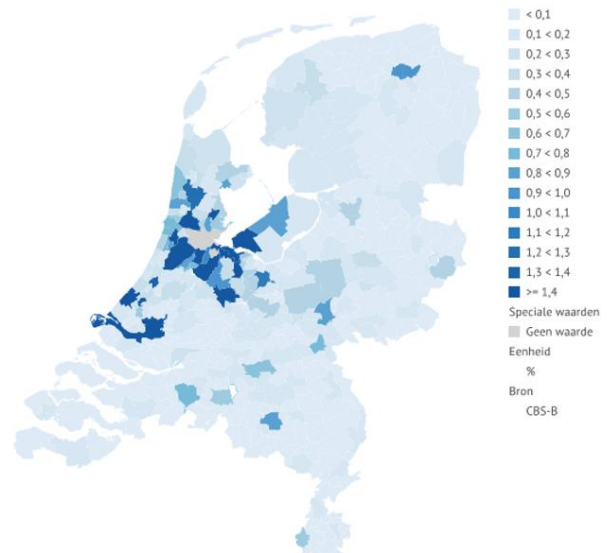 < 0,1
0,1 < 0,2
0,2 < 0,3
0,3 < 0,4
0,4 < 0,5
0,5 < 0,6
0,6 < 0,7
0,7 < 0,8
0,8 < 0,9
0,9 < 1,0
1,0 < 1,1
1,1 < 1,2
1,2 < 1,3
1,3 < 1,4
>= 1,4
Speciale waarden
Geen waarde
Eenheid
%
Bron
CBS-B